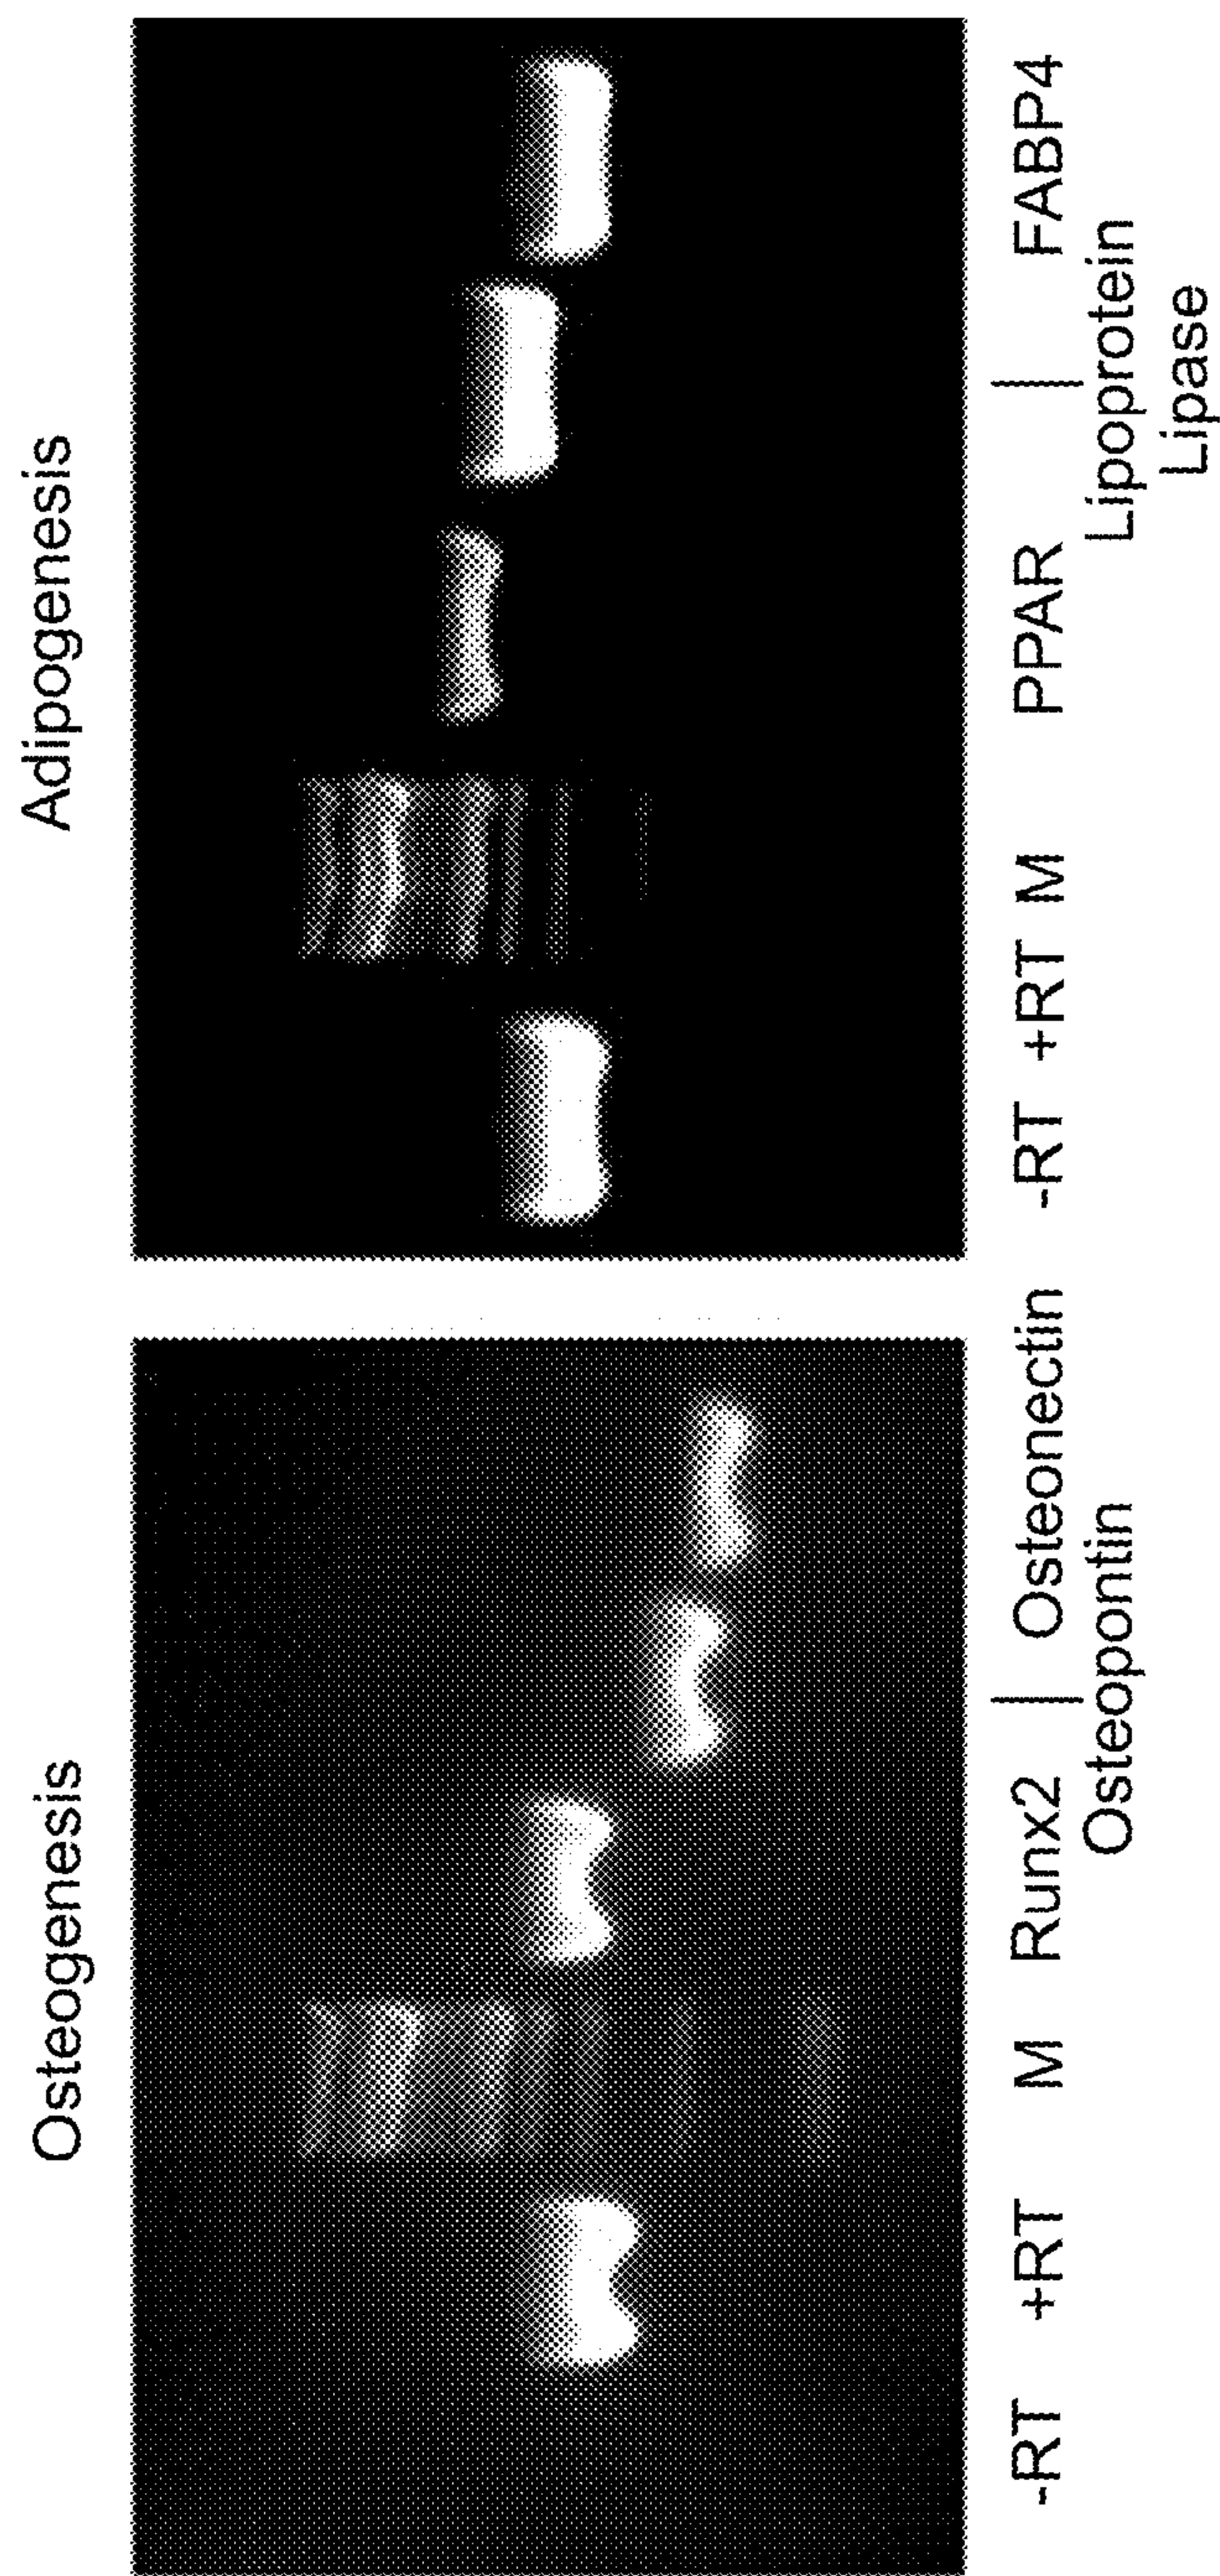 Osteogenesis
-RT +RT M Runx2 | Osteonectin
Osteopontin
Adipogenesis
-RT +RT M PPAR | FABP4
Lipoprotein
Lipase